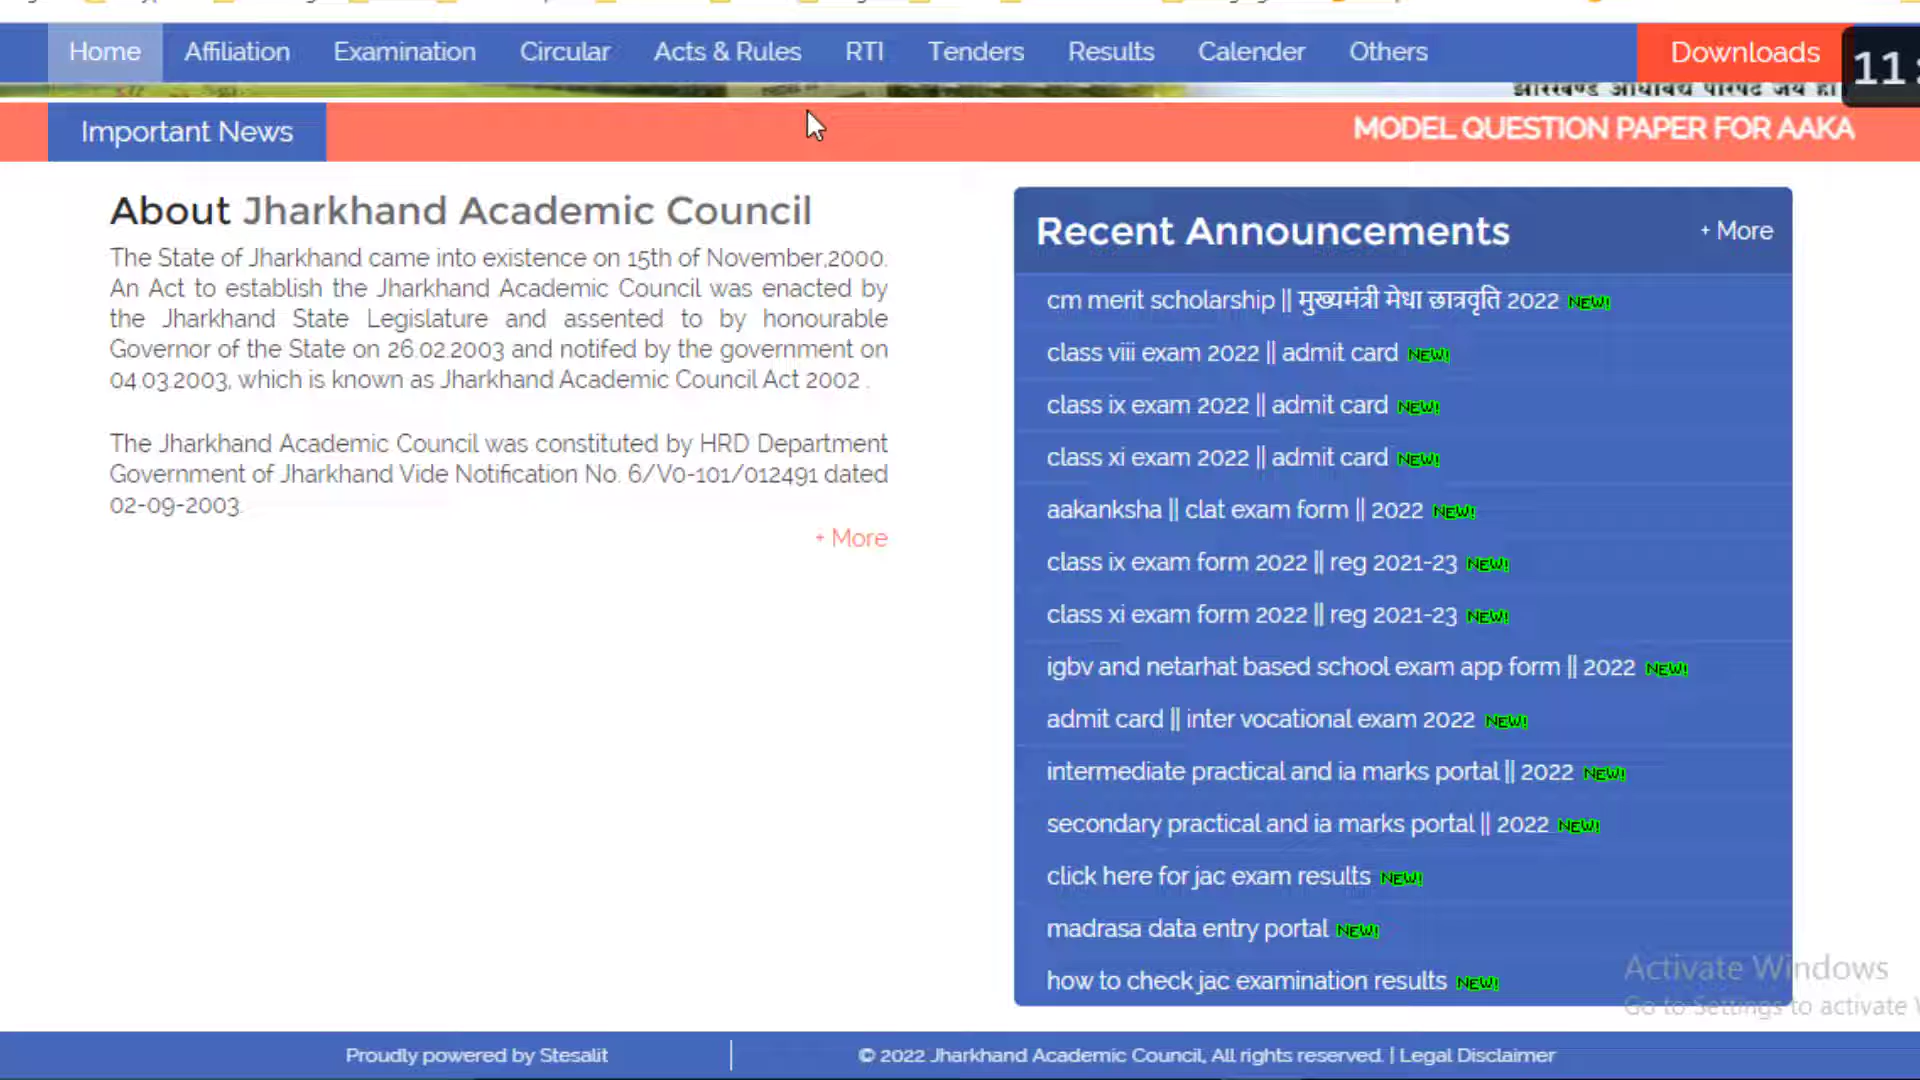 Home Affiliation Examination Circular Acts & Rules RTI Tenders Results Calender Others Downloads
11:
Important News
MODEL QUESTION PAPER FOR AAKA
About Jharkhand Academic Council
The State of Jharkhand came into existence on 15th of November,2000.
An Act to establish the Jharkhand Academic Council was enacted by
the Jharkhand State Legislature and assented to by honourable
Governor of the State on 26.02.2003 and notifed by the government on
04.03.2003, which is known as Jharkhand Academic Council Act 2002 .
The Jharkhand Academic Council was constituted by HRD Department
Government of Jharkhand Vide Notification No. 6/V0-101/012491 dated
02-09-2003.
+ More
Recent Announcements
+ More
cm merit scholarship || मुख्यमंत्री मेधा छात्रवृति 2022 NEW!
class viii exam 2022 || admit card NEW!
class ix exam 2022 || admit card NEW!
class xi exam 2022 || admit card NEW!
aakanksha || clat exam form || 2022 NEW!
class ix exam form 2022 || reg 2021-23 NEW!
class xi exam form 2022 || reg 2021-23 NEW!
igbv and netarhat based school exam app form || 2022 NEW!
admit card || inter vocational exam 2022 NEW!
intermediate practical and ia marks portal || 2022 NEW!
secondary practical and ia marks portal || 2022 NEW!
click here for jac exam results NEW!
madrasa data entry portal NEW!
how to check jac examination results NEW!
Activate Windows
Go to Settings to activate
Proudly powered by Stesalit
© 2022 Jharkhand Academic Council, All rights reserved. | Legal Disclaimer